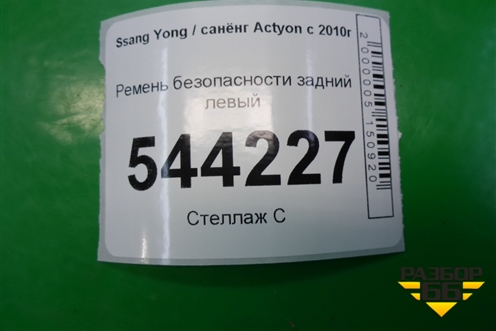 Ssang Yong / санёнг Actyon с 2010г
Ремень безопасности задний
левый
544227
Стеллаж С
2000005150920
РАЗБОР
66